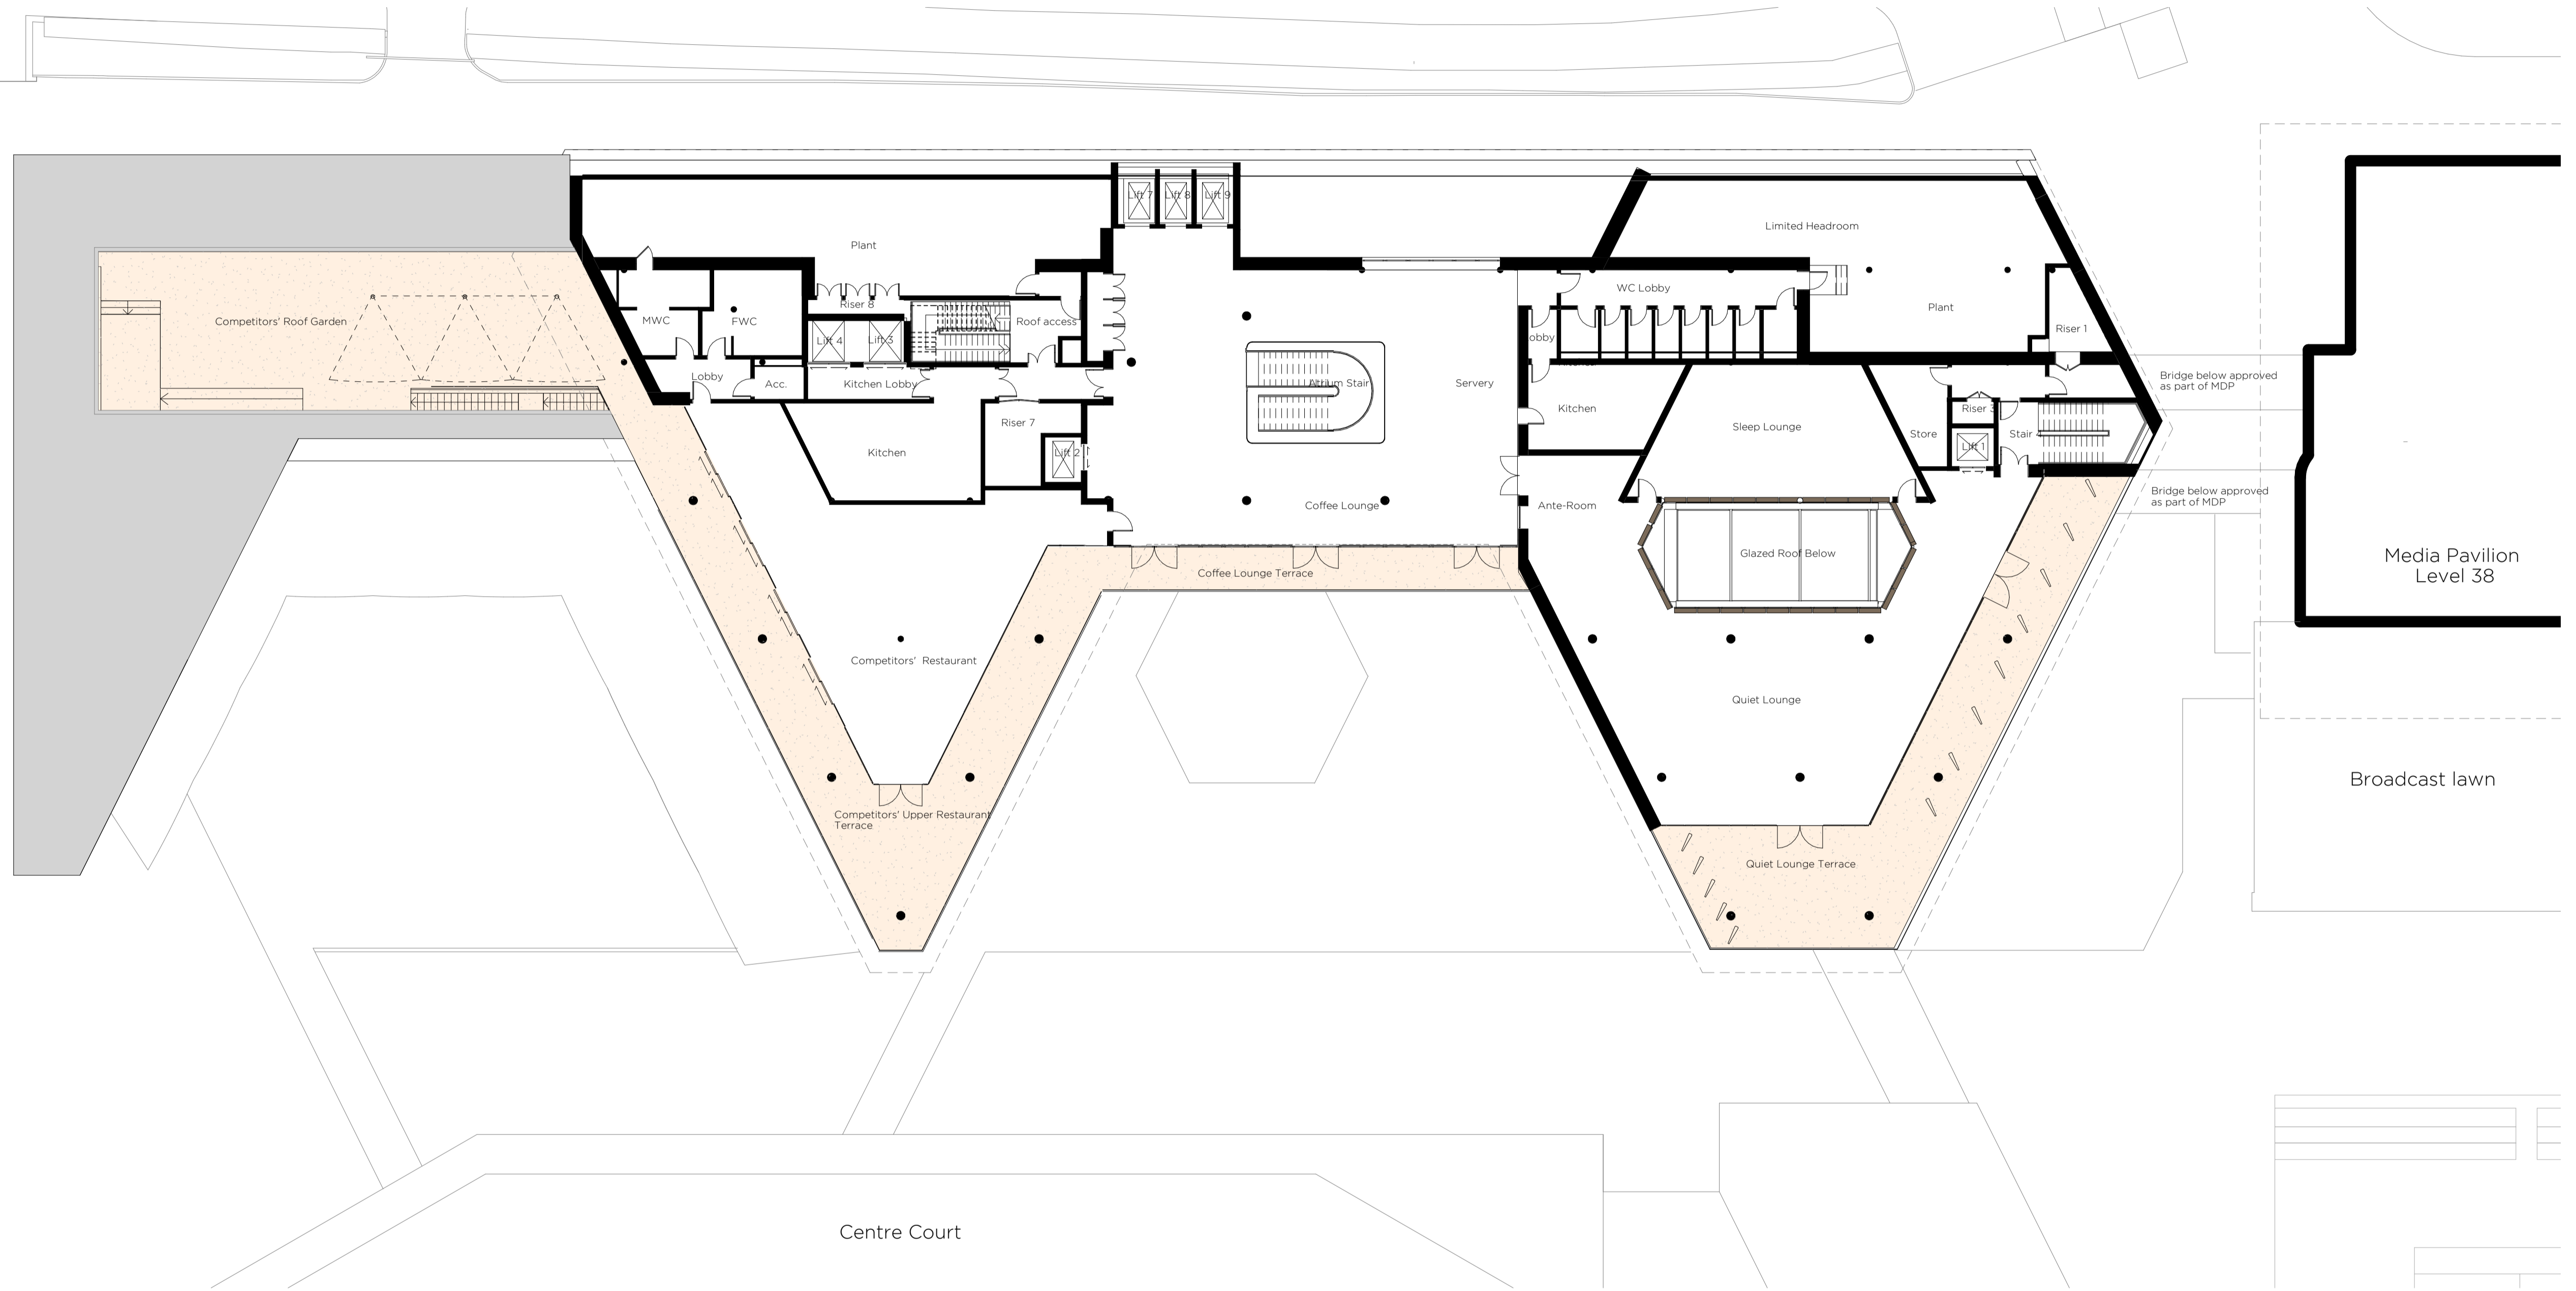 Lift 7
Lift 8
Lift 9
Limited Headroom
Plant
WC Lobby
Riser 8
Plant
Competitors' Roof Garden
MWC
FWC
Roof access
Riser 1
Lift 4
Lift 3
Lobby
Acc.
Kitchen Lobby
Atrium Stair
Servery
Bridge below approved
as part of MDP
Kitchen
Riser 3
Riser 7
Sleep Lounge
Store
Stair 4
Kitchen
Lift 2
Lift 1
Bridge below approved
as part of MDP
Coffee Lounge
Ante-Room
Glazed Roof Below
Media Pavilion
Level 38
Coffee Lounge Terrace
Competitors' Restaurant
Quiet Lounge
Broadcast lawn
Competitors' Upper Restaurant
Terrace
Quiet Lounge Terrace
Centre Court